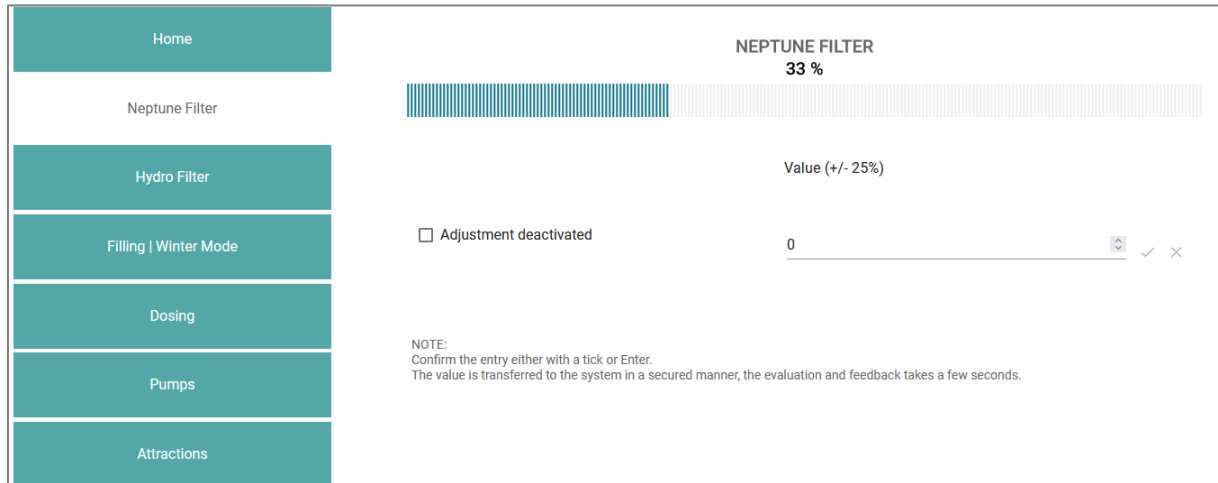 Home
Neptune Filter
Hydro Filter
Filling | Winter Mode
Dosing
Pumps
Attractions
NEPTUNE FILTER
33 %
Value (+/- 25%)
Adjustment deactivated
0
NOTE:
Confirm the entry either with a tick or Enter.
The value is transferred to the system in a secured manner, the evaluation and feedback takes a few seconds.